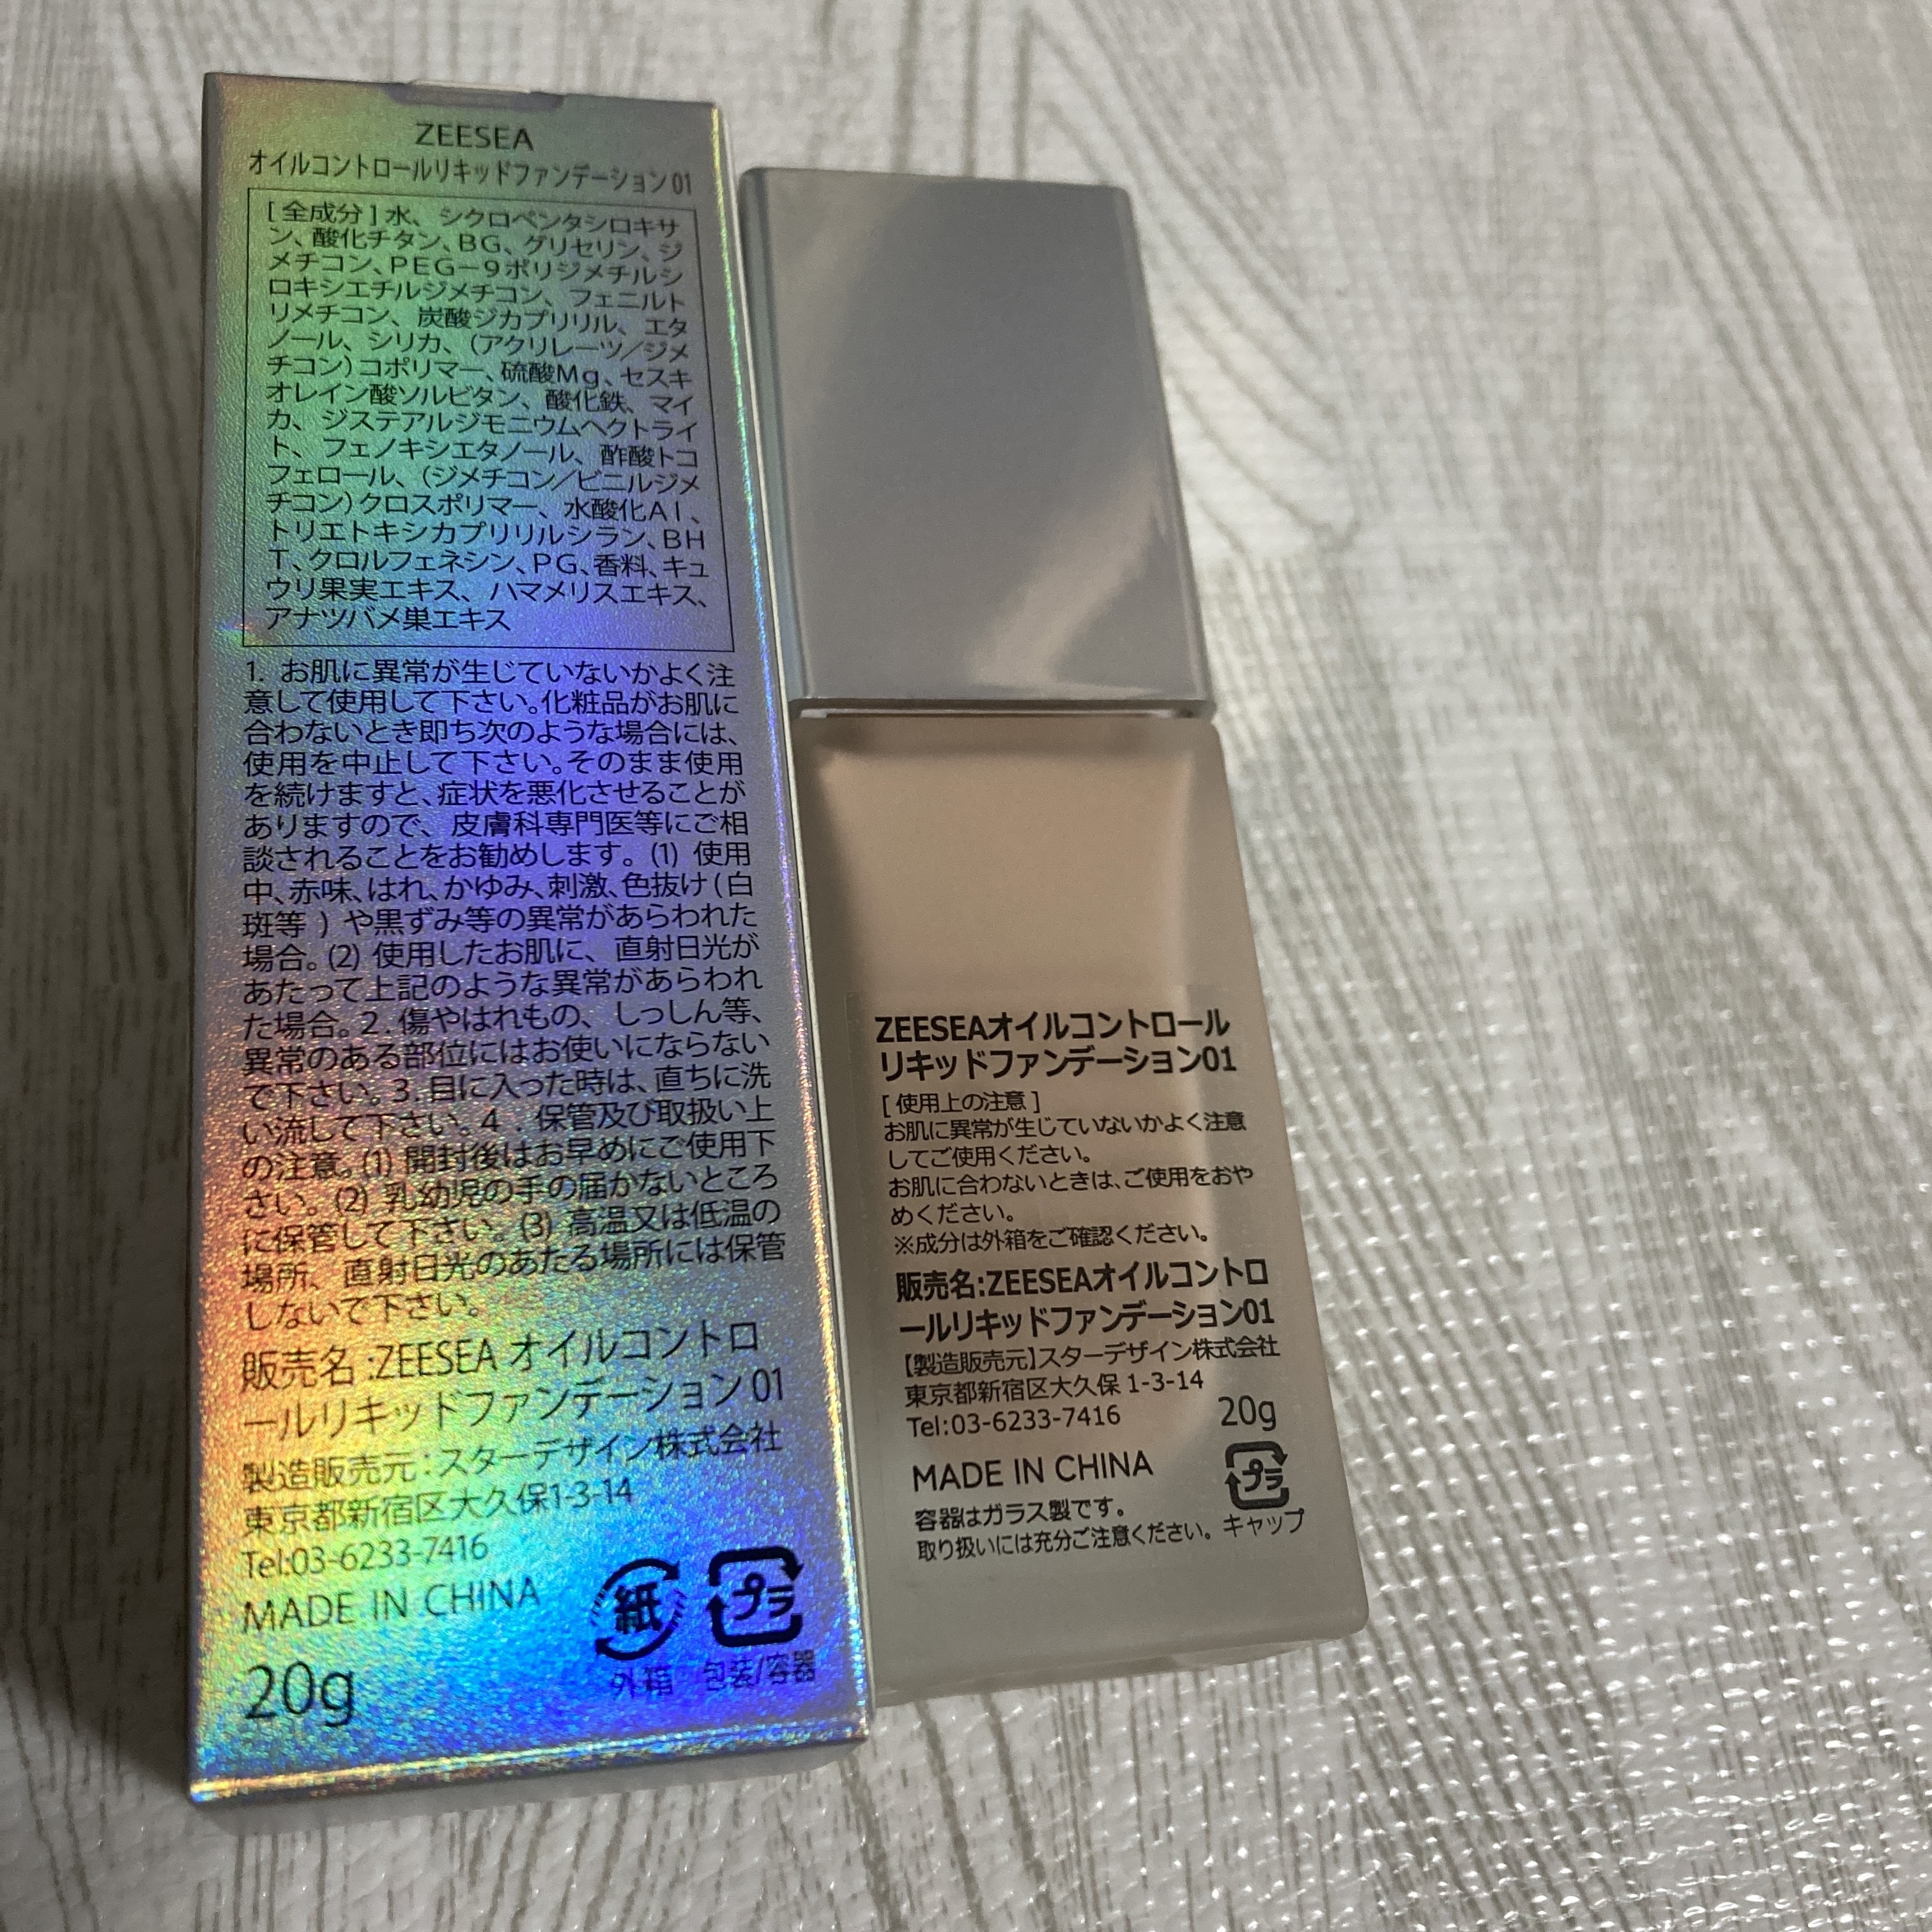 ZEESEA
オイルコントロールリキッドファンデーション01
[全成分] 水、シクロペンタシロキサ
ン、酸化チタン、BG、グリセリン、ジ
メチコン、PEG－9ポリジメチルシ
ロキシエチルジメチコン、フェニルト
リメチコン、炭酸ジカプリリル、エタ
ノール、シリカ、（アクリレーツ／ジメ
チコン）コポリマー、硫酸Mg、セスキ
オレイン酸ソルビタン、酸化鉄、マイ
カ、ジステアルジモニウムヘクトライ
ト、フェノキシエタノール、酢酸トコ
フェロール、（ジメチコン／ビニルジメ
チコン）クロスポリマー、水酸化Al、
トリエトキシカプリリルシラン、BH
T、クロルフェネシン、PG、香料、キュ
ウリ果実エキス、ハマメリスエキス、
アナツバメ巣エキス
1. お肌に異常が生じていないかよく注
意して使用して下さい。化粧品がお肌に
合わないとき即ち次のような場合には、
使用を中止して下さい。そのまま使用
を続けますと、症状を悪化させることが
ありますので、皮膚科専門医等にご相
談されることをお勧めします。(1) 使用
中、赤味、はれ、かゆみ、刺激、色抜け(白
斑等 ) や黒ずみ等の異常があらわれた
場合。(2) 使用したお肌に、直射日光が
あたって上記のような異常があらわれ
た場合。2. 傷やはれもの、しっしん等、
異常のある部位にはお使いにならない
で下さい。3. 目に入った時は、直ちに洗
い流して下さい。4 . 保管及び取扱い上
の注意。(1) 開封後はお早めにご使用下
さい。(2) 乳幼児の手の届かないところ
に保管して下さい。(3) 高温又は低温の
場所、直射日光のあたる場所には保管
しないで下さい。
販売名 :ZEESEA オイルコントロ
ールリキッドファンデーション 01
製造販売元 : スターデザイン株式会社
東京都新宿区大久保1-3-14
Tel:03-6233-7416
MADE IN CHINA
20g
紙
外箱
プラ
包装/容器
ZEESEAオイルコントロール
リキッドファンデーション01
[ 使用上の注意 ]
お肌に異常が生じていないかよく注意
してご使用ください。
お肌に合わないときは、ご使用をおや
めください。
※成分は外箱をご確認ください。
販売名:ZEESEAオイルコントロ
ールリキッドファンデーション01
【製造販売元】スターデザイン株式会社
東京都新宿区大久保 1-3-14
Tel:03-6233-7416
20g
MADE IN CHINA
プラ
容器はガラス製です。
取り扱いには充分ご注意ください。
キャップ